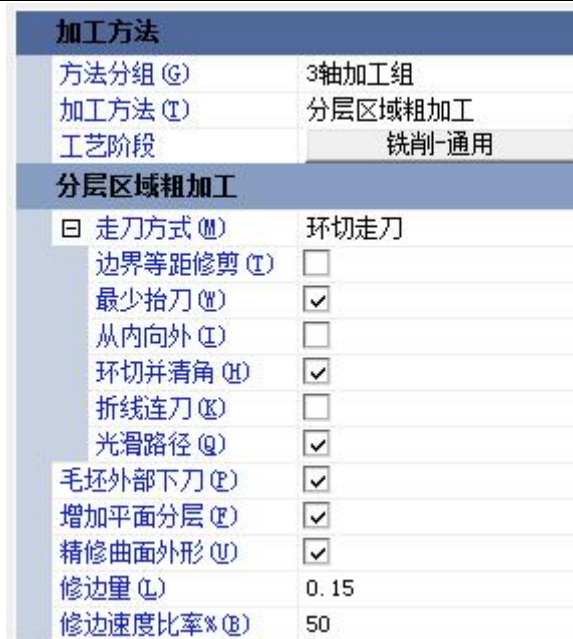 加工方法
方法分组(G) 3轴加工组
加工方法(T) 分层区域粗加工
工艺阶段 铣削-通用
分层区域粗加工
走刀方式(M) 环切走刀
边界等距修剪(T)
最少抬刀(W)
从内向外(I)
环切并清角(H)
折线连刀(K)
光滑路径(Q)
毛坯外部下刀(P)
增加平面分层(F)
精修曲面外形(U)
修边量(L) 0.15
修边速度比率%(B) 50